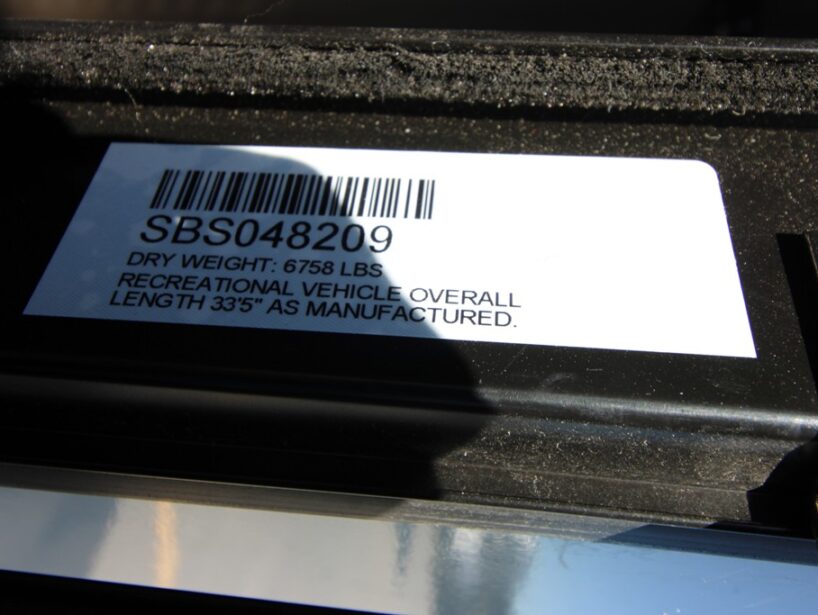 SBS048209
DRY WEIGHT: 6758 LBS
RECREATIONAL VEHICLE OVERALL
LENGTH 33'5" AS MANUFACTURED.